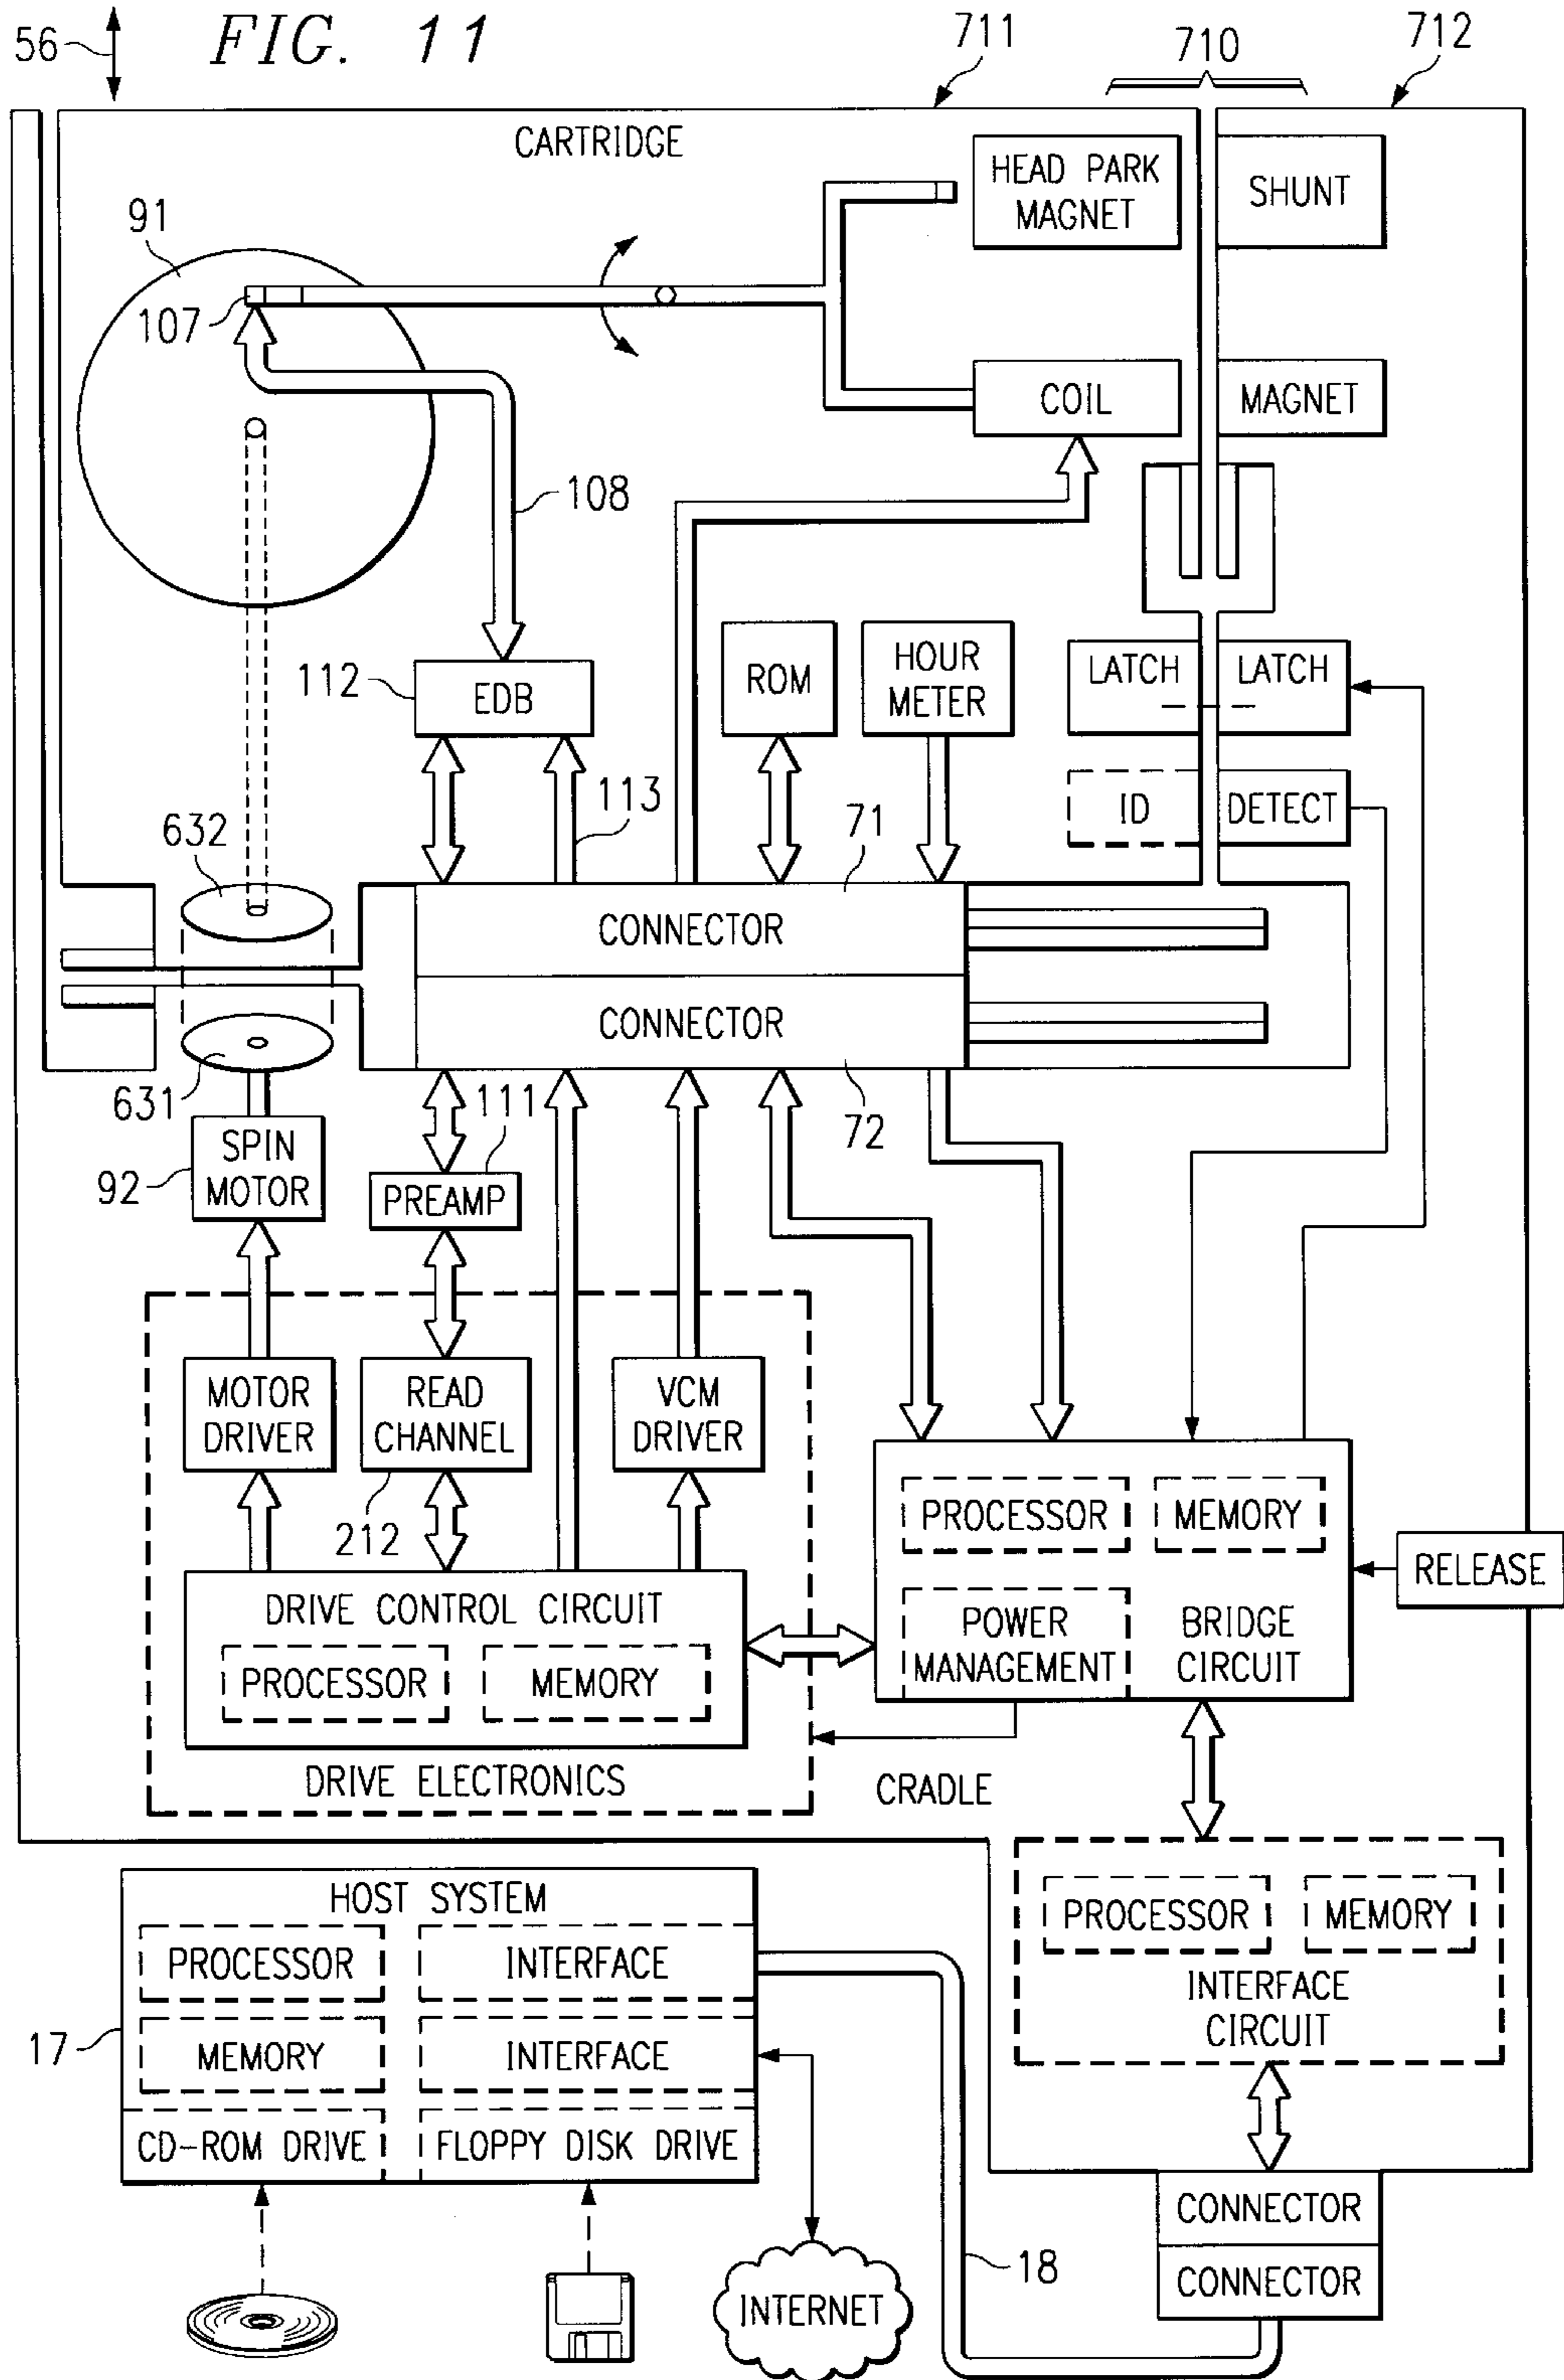 56
FIG. 11
711
710
712
CARTRIDGE
HEAD PARK
MAGNET
SHUNT
91
107
COIL
MAGNET
108
112
EDB
ROM
HOUR
METER
LATCH
LATCH
113
71
ID
DETECT
632
CONNECTOR
CONNECTOR
631
111
72
92
SPIN
MOTOR
PREAMP
MOTOR
DRIVER
READ
CHANNEL
VCM
DRIVER
212
PROCESSOR
MEMORY
RELEASE
DRIVE CONTROL CIRCUIT
POWER
MANAGEMENT
BRIDGE
CIRCUIT
PROCESSOR
MEMORY
DRIVE ELECTRONICS
CRADLE
HOST SYSTEM
PROCESSOR
MEMORY
PROCESSOR
INTERFACE
INTERFACE
CIRCUIT
17
MEMORY
INTERFACE
CD-ROM DRIVE
FLOPPY DISK DRIVE
CONNECTOR
18
CONNECTOR
INTERNET